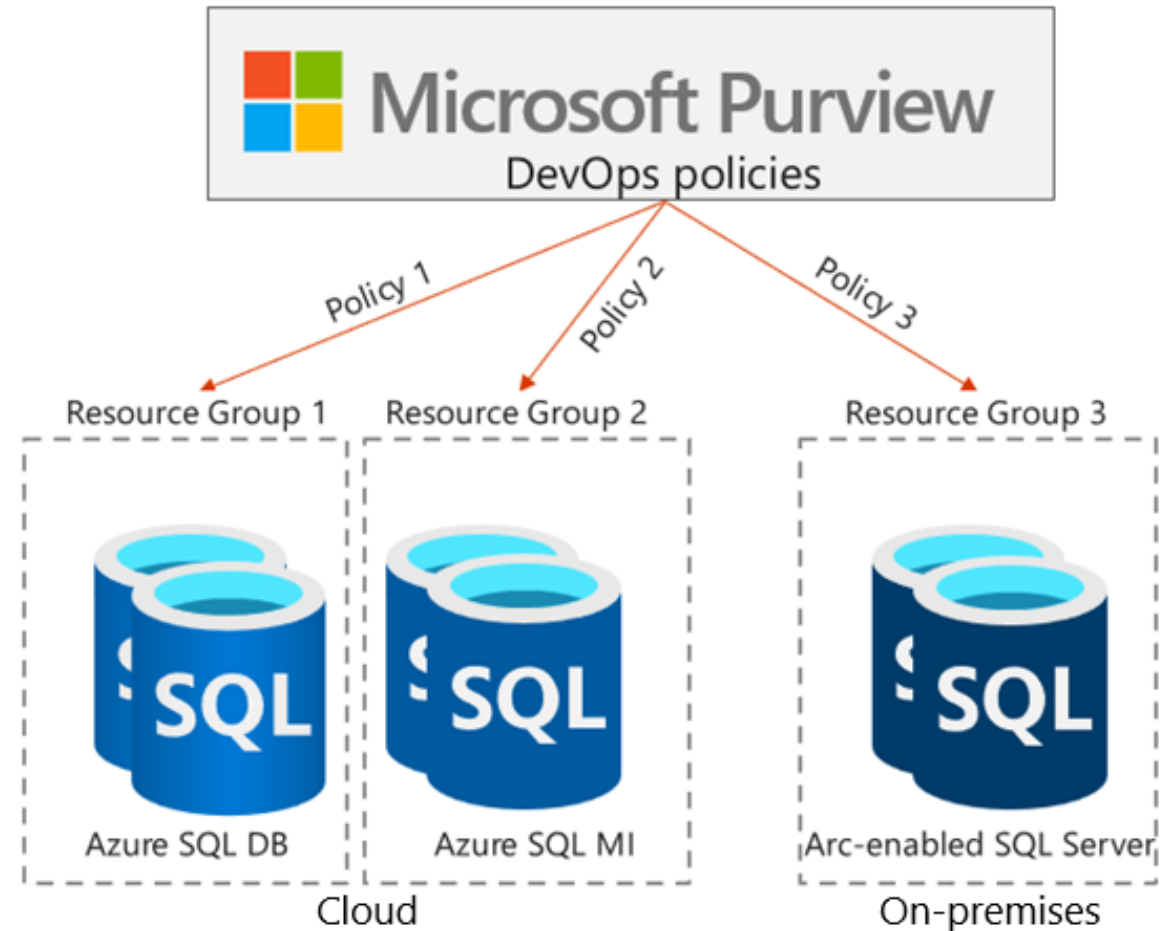 Microsoft Purview
DevOps policies
Policy 1
Policy 2
Policy 3
Resource Group 1
Resource Group 2
Resource Group 3
S
SQL
S
SQL
S
SQL
Azure SQL DB
Azure SQL MI
Arc-enabled SQL Server
Cloud
On-premises